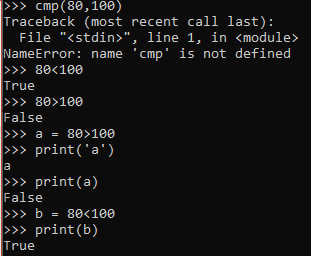 >>> cmp(80,100)
Traceback (most recent call last):
  File "<stdin>", line 1, in <module>
NameError: name 'cmp' is not defined
>>> 80<100
True
>>> 80>100
False
>>> a = 80>100
>>> print('a')
a
>>> print(a)
False
>>> b = 80<100
>>> print(b)
True